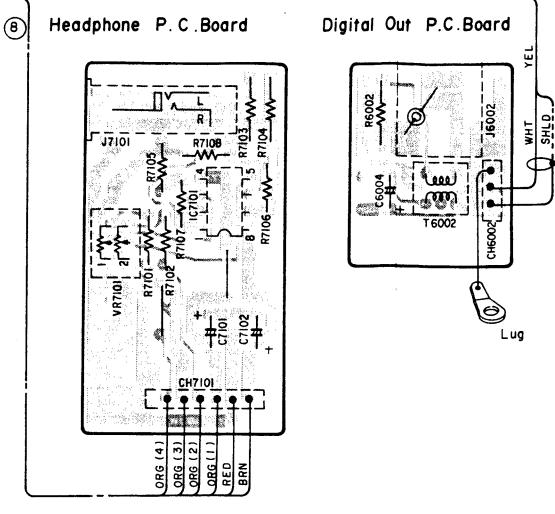 8
Headphone P.C.Board
Digital Out P.C.Board
YEL
L
R
J7101
R7108
R7103
R7104
R7105
4
5
IC7101
1
8
R7106
R7107
1 2
VR7101
R7101
R7102
+
C7101
C7102
+
CH7101
ORG (4)
ORG (3)
ORG (2)
ORG (1)
RED
BRN
R6002
J6002
WHT
SHLD
C6004
+
T6002
CH6002
Lug